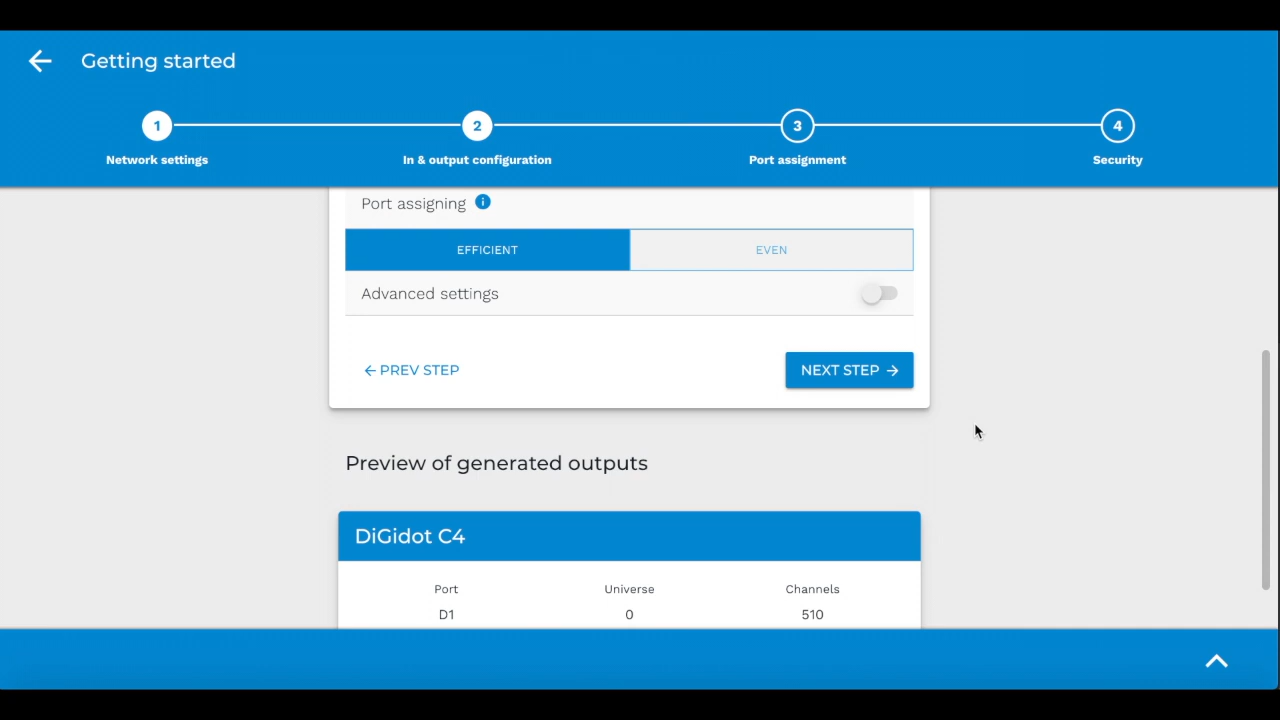 Getting started
1 2 3 4
Network settings In & output configuration Port assignment Security
Port assigning i
EFFICIENT EVEN
Advanced settings
PREV STEP NEXT STEP
Preview of generated outputs
DiGidot C4
Port Universe Channels
D1 0 510